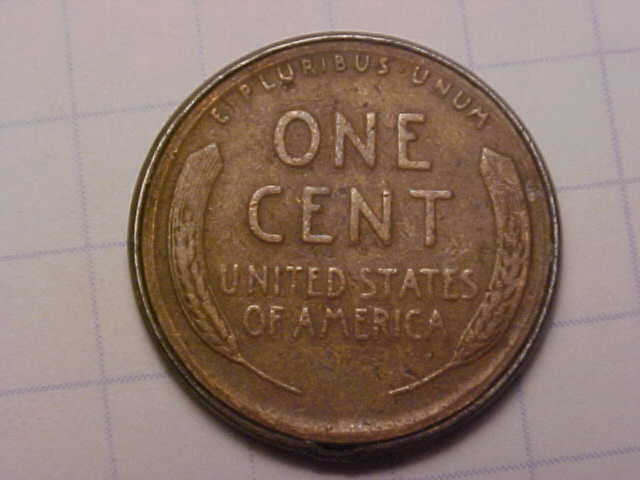 E PLURIBUS UNUM
ONE
CENT
UNITED STATES
OF AMERICA